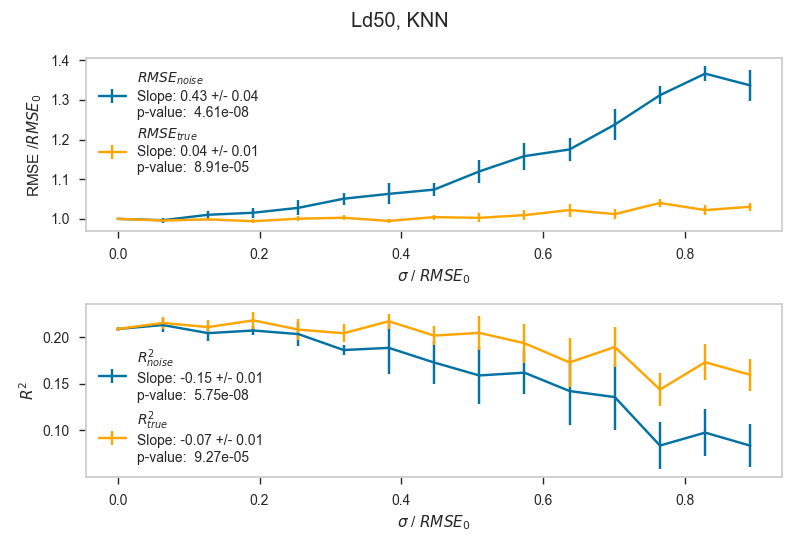 Ld50, KNN
1.4
1.3
1.2
1.1
1.0
RMSE /RMSE₀
RMSE_noise
Slope: 0.43 +/- 0.04
p-value:  4.61e-08
RMSE_true
Slope: 0.04 +/- 0.01
p-value:  8.91e-05
0.0 0.2 0.4 0.6 0.8
σ / RMSE₀
0.20
0.15
0.10
R²
R²_noise
Slope: -0.15 +/- 0.01
p-value:  5.75e-08
R²_true
Slope: -0.07 +/- 0.01
p-value:  9.27e-05
0.0 0.2 0.4 0.6 0.8
σ / RMSE₀